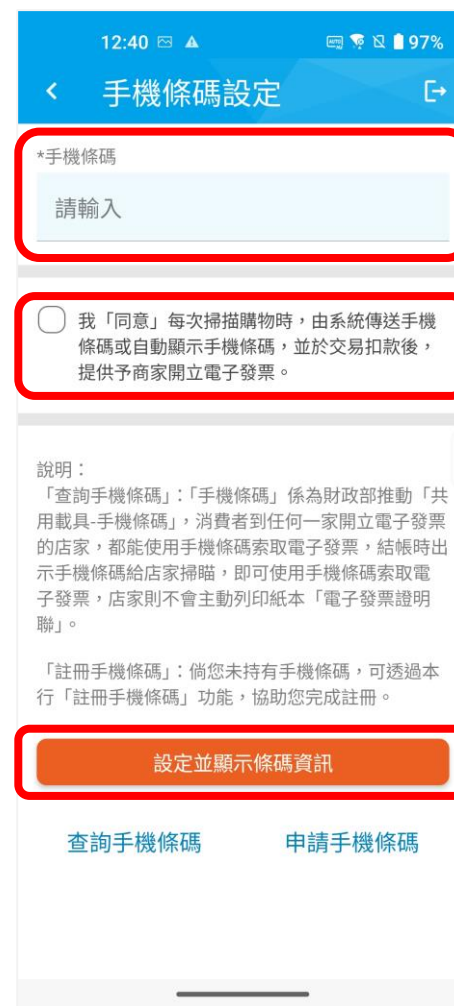 12:40 97%
手機條碼設定
*手機條碼
請輸入
我「同意」每次掃描購物時，由系統傳送手機
條碼或自動顯示手機條碼，並於交易扣款後，
提供予商家開立電子發票。
說明：
「查詢手機條碼」：「手機條碼」係為財政部推動「共
用載具-手機條碼」，消費者到任何一家開立電子發票
的店家，都能使用手機條碼索取電子發票，結帳時出
示手機條碼給店家掃瞄，即可使用手機條碼索取電
子發票，店家則不會主動列印紙本「電子發票證明
聯」。
「註冊手機條碼」：倘您未持有手機條碼，可透過本
行「註冊手機條碼」功能，協助您完成註冊。
設定並顯示條碼資訊
查詢手機條碼 申請手機條碼